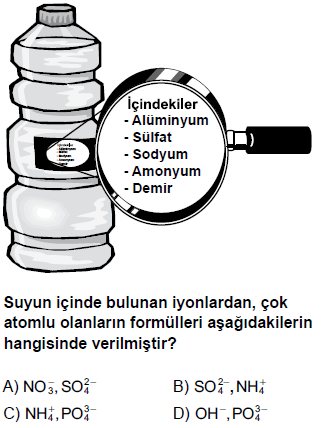 İçindekiler
- Alüminyum
- Sülfat
- Sodyum
- Amonyum
- Demir
Suyun içinde bulunan iyonlardan, çok
atomlu olanların formülleri aşağıdakilerin
hangisinde verilmiştir?
A) NO₃⁻, SO₄²⁻ B) SO₄²⁻, NH₄⁺
C) NH₄⁺, PO₄³⁻ D) OH⁻, PO₄³⁻